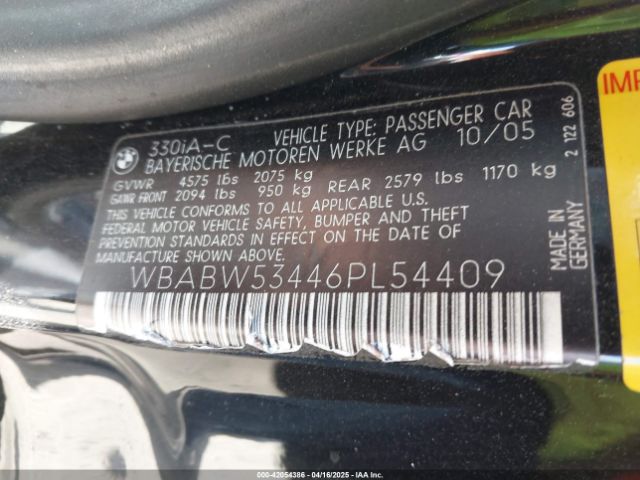 330iA-C VEHICLE TYPE: PASSENGER CAR
BAYERISCHE MOTOREN WERKE AG 10/05
GVWR 4575 lbs 2075 kg
GAWR FRONT 2094 lbs 950 kg REAR 2579 lbs 1170 kg
THIS VEHICLE CONFORMS TO ALL APPLICABLE U.S.
FEDERAL MOTOR VEHICLE SAFETY, BUMPER AND THEFT
PREVENTION STANDARDS IN EFFECT ON THE DATE OF
MANUFACTURE SHOWN ABOVE.
WBABW53446PL54409
MADE IN
GERMANY
2 122 606
000-42054386 - 04/16/2025 - IAAI.COM